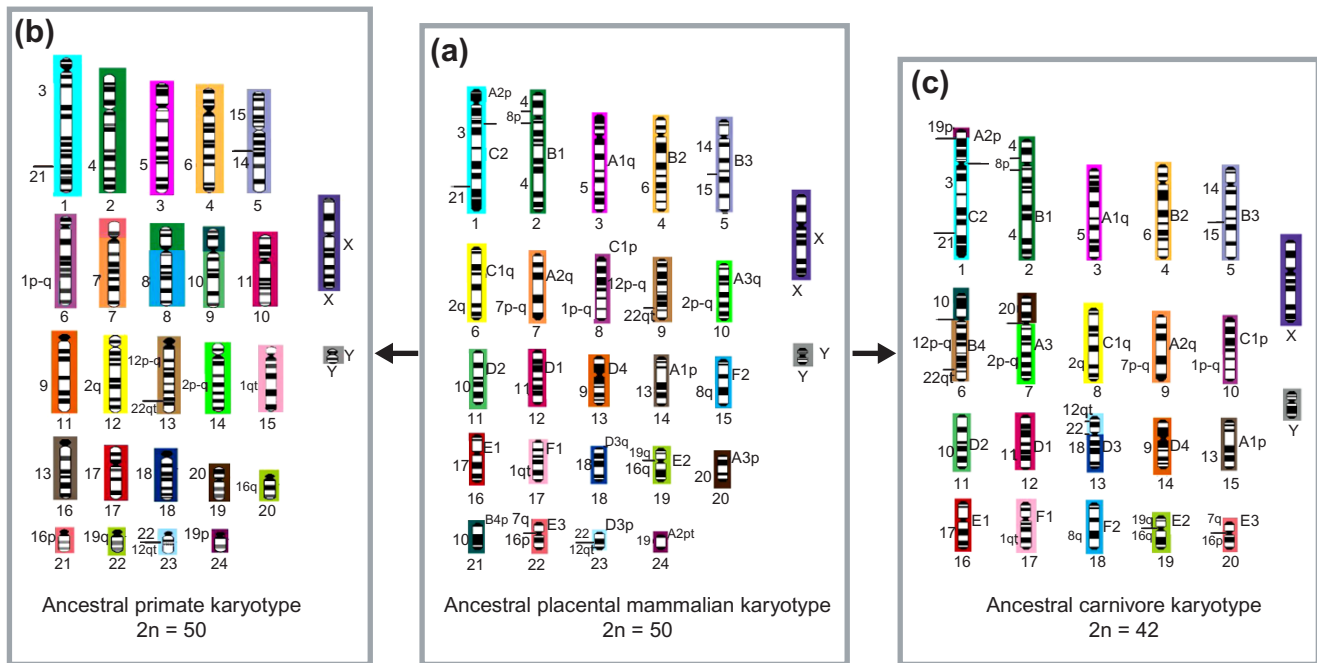 (b)
3
21
1
4
2
5
3
6
4
15
14
5
X
X
1p-q
6
7
7
8
8
10
9
11
10
Y
Y
9
11
2q
12
12p-q
22qt
13
2p-q
14
1qt
15
13
16
17
17
18
18
20
19
16q
20
16p
21
19q
22
22
12qt
23
19p
24
Ancestral primate karyotype
2n = 50
(a)
A2p
3
C2
21
1
4
8p
B1
4
2
A1q
5
3
B2
6
4
14
B3
15
5
X
X
C1q
2q
6
A2q
7p-q
7
C1p
1p-q
8
12p-q
22qt
9
A3q
2p-q
10
Y
Y
D2
10
11
D1
11
12
D4
9
13
A1p
13
14
F2
8q
15
E1
17
16
F1
1qt
17
D3q
18
18
19q
E2
16q
19
A3p
20
20
B4p
10
21
7q
E3
16p
22
D3p
22
12qt
23
A2pt
19
24
Ancestral placental mammalian karyotype
2n = 50
(c)
19p
A2p
3
C2
21
1
4
8p
B1
4
2
A1q
5
3
B2
6
4
14
B3
15
5
X
X
10
12p-q
B4
22qt
6
20
A3
2p-q
7
C1q
2q
8
A2q
7p-q
9
C1p
1p-q
10
Y
Y
D2
10
11
D1
11
12
12qt
22
18
D3
13
D4
9
14
A1p
13
15
E1
17
16
F1
1qt
17
F2
8q
18
19q
E2
16q
19
7q
E3
16p
20
Ancestral carnivore karyotype
2n = 42